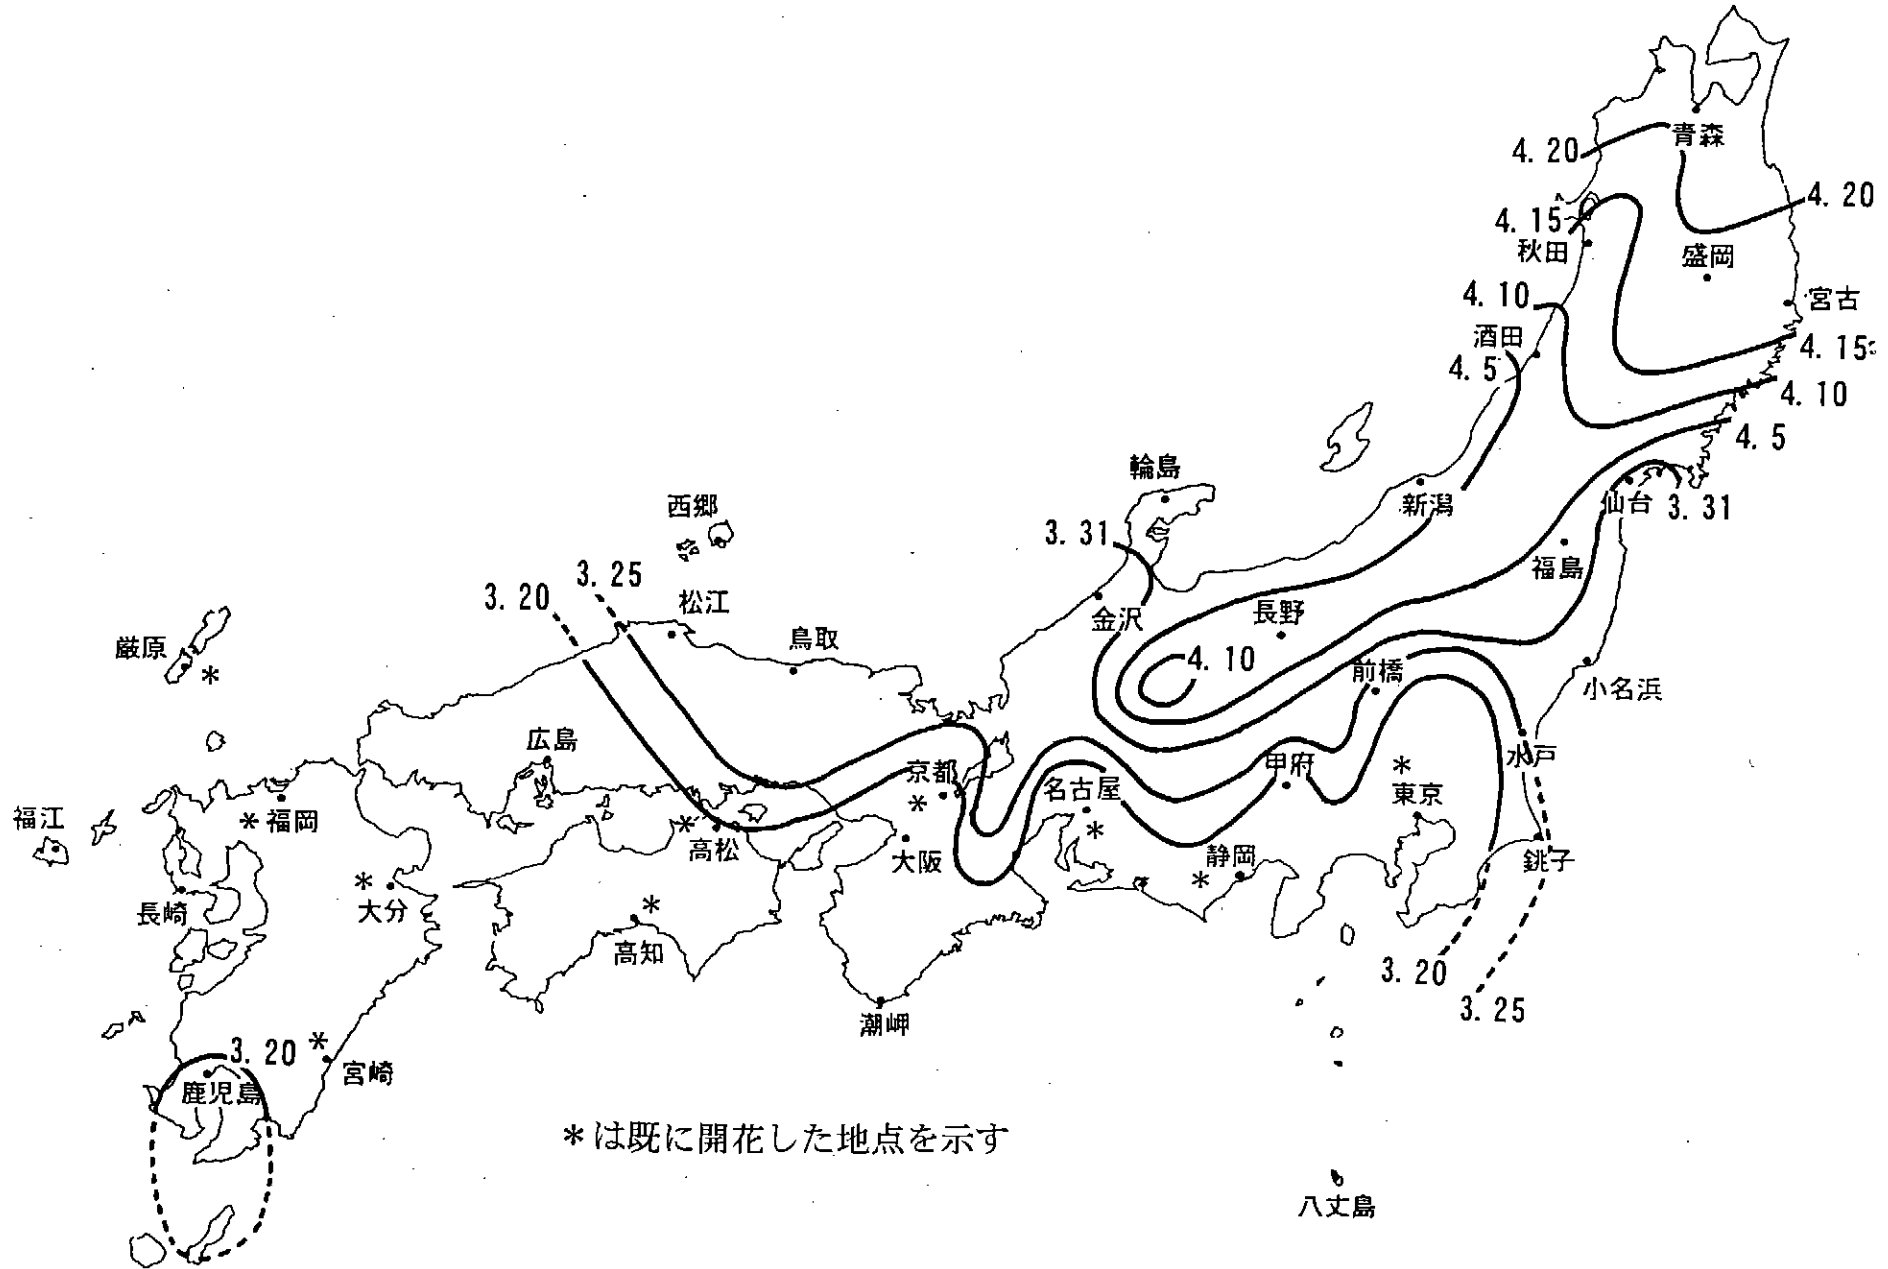 青森
4. 20
4. 20
4. 15
秋田
盛岡
4. 10
宮古
酒田
4. 15
4. 5
4. 10
4. 5
輪島
新潟
仙台
3. 31
西郷
3. 31
福島
3. 25
3. 20
松江
金沢
長野
厳原
*
鳥取
4. 10
前橋
小名浜
広島
水戸
京都
*
甲府
*
名古屋
東京
福江
*福岡
*
高松
*
大阪
静岡
*
銚子
*
大分
長崎
*
高知
3. 20
3. 25
潮岬
3. 20
*
宮崎
鹿児島
*は既に開花した地点を示す
八丈島